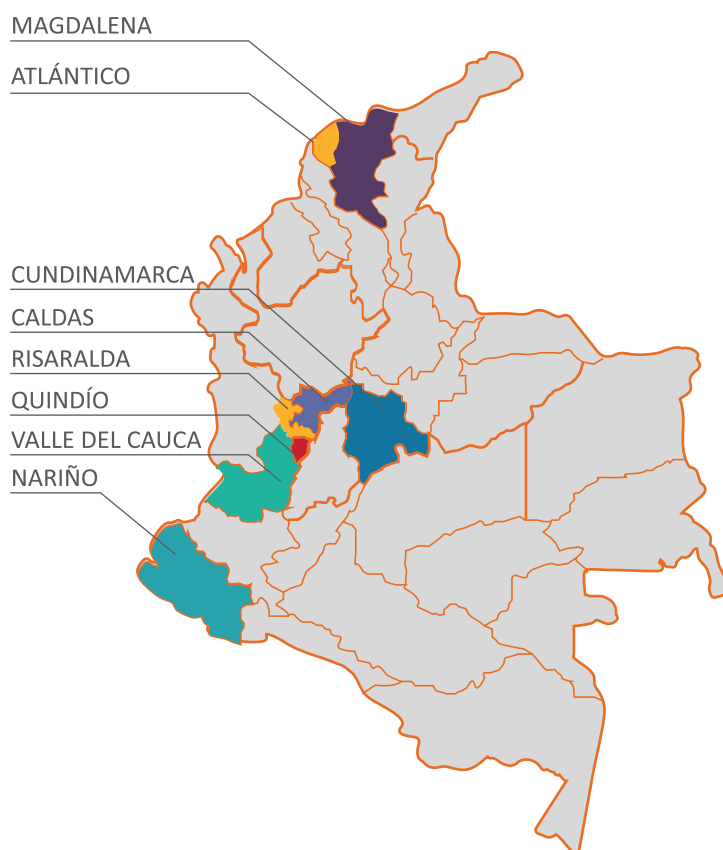 MAGDALENA
ATLÁNTICO
CUNDINAMARCA
CALDAS
RISARALDA
QUINDÍO
VALLE DEL CAUCA
NARIÑO